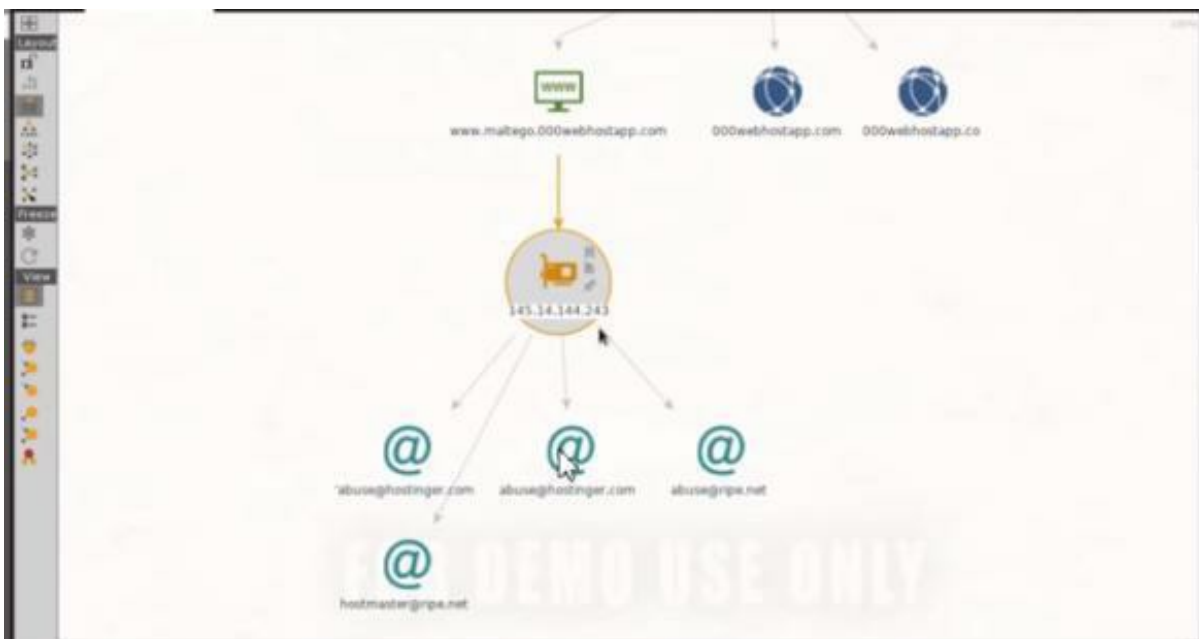 Layout
WWW
www.maltego.000webhostapp.com
000webhostapp.com
000webhostapp.co
Freeze
View
145.14.144.243
'abuse@hostinger.com
abuse@hostinger.com
abuse@ripe.net
FOR DEMO USE ONLY
hostmaster@ripe.net